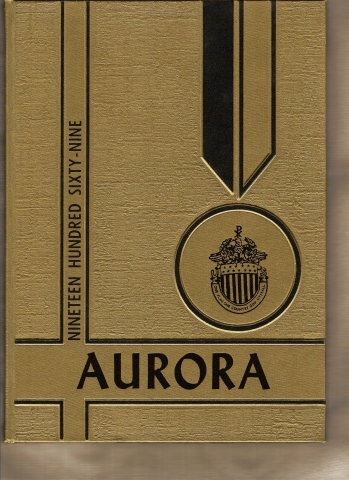 NINETEEN HUNDRED SIXTY-NINE
AURORA